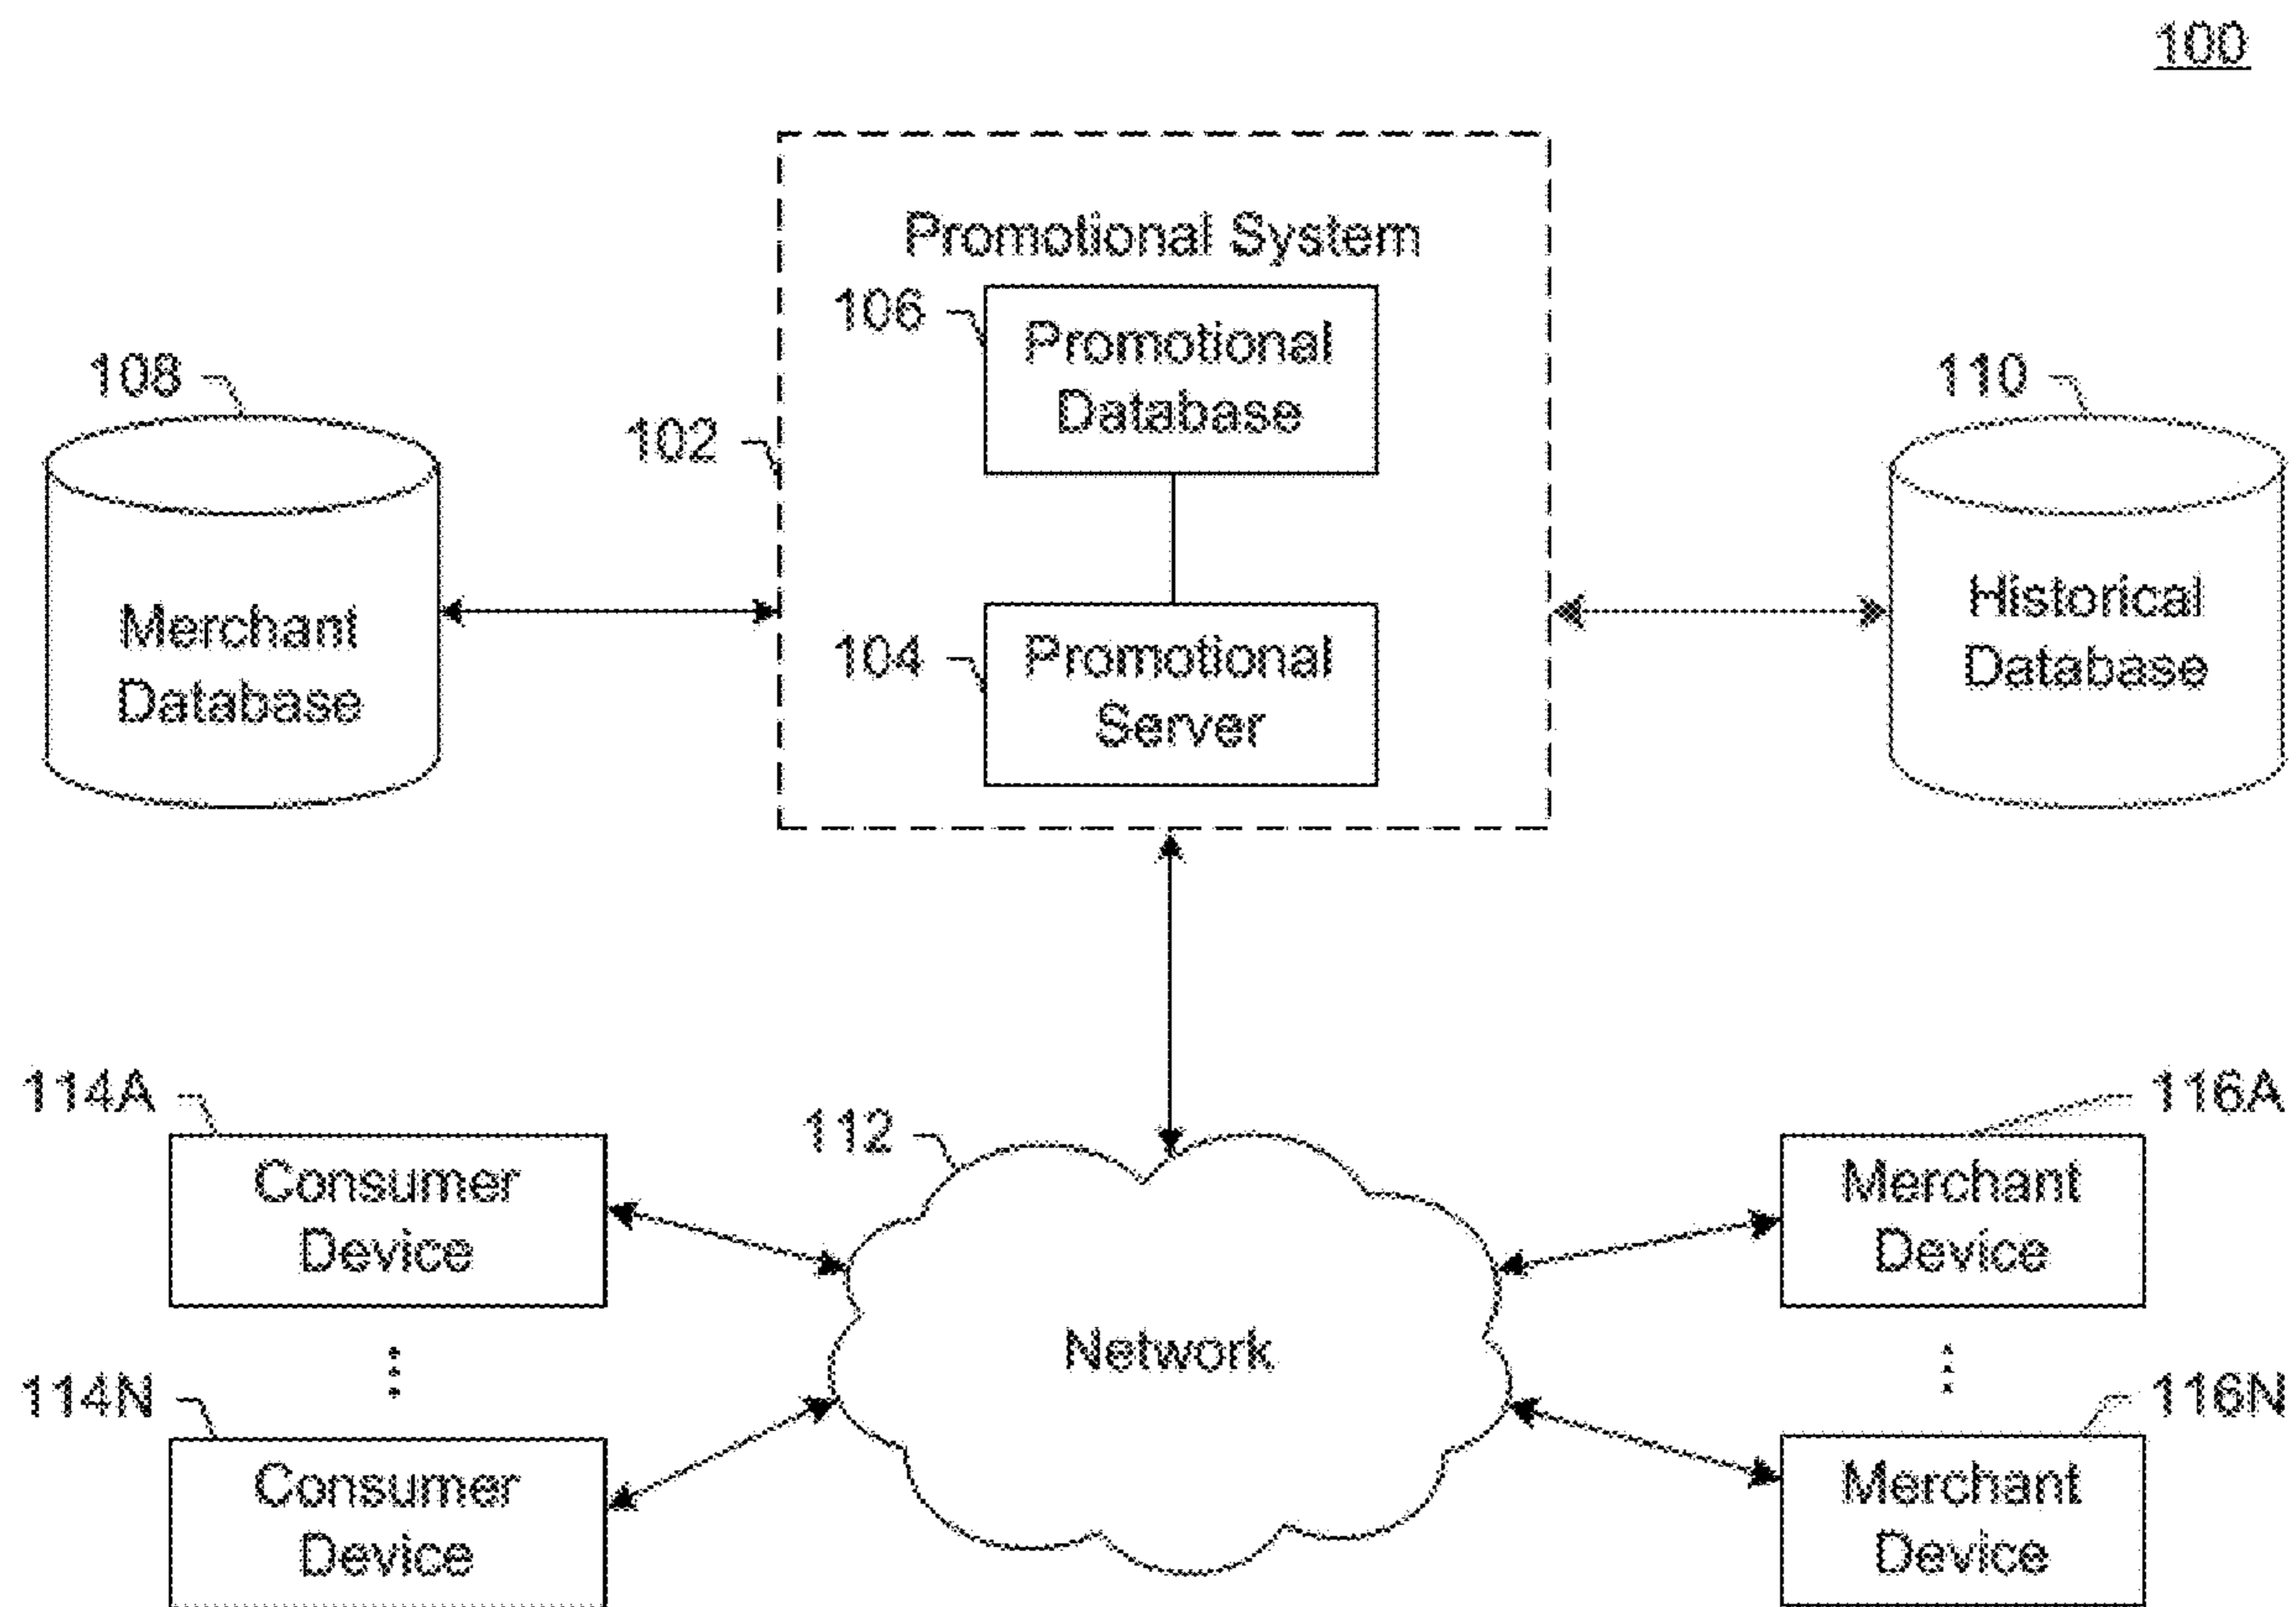 100
Promotional System
106
Promotional
Database
108
110
102
Merchant
Database
Historical
Database
104
Promotional
Server
114A
116A
112
Consumer
Device
Merchant
Device
Network
114N
116N
Consumer
Device
Merchant
Device